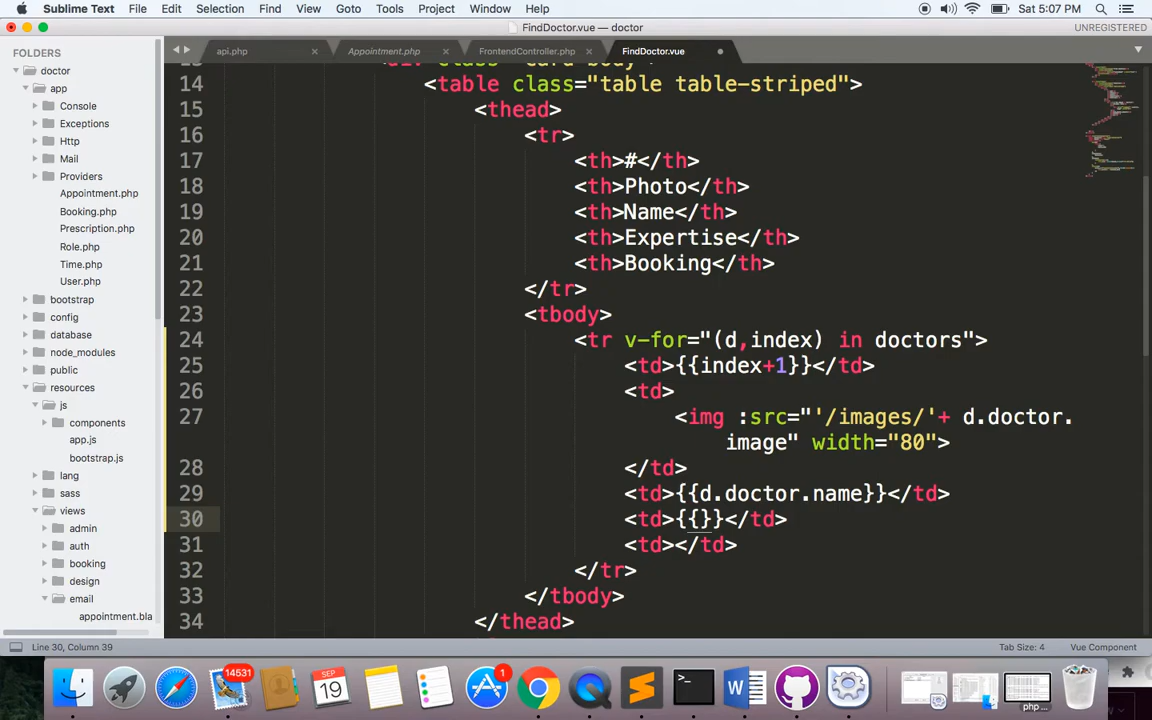 Sublime Text File Edit Selection Find View Goto Tools Project Window Help Sat 5:07 PM
FindDoctor.vue — doctor UNREGISTERED
FOLDERS
doctor
app
Console
Exceptions
Http
Mail
Providers
Appointment.php
Booking.php
Prescription.php
Role.php
Time.php
User.php
bootstrap
config
database
node_modules
public
resources
js
components
app.js
bootstrap.js
lang
sass
views
admin
auth
booking
design
email
appointment.bla
api.php Appointment.php FrontendController.php FindDoctor.vue
14 <table class="table table-striped">
15 <thead>
16 <tr>
17 <th>#</th>
18 <th>Photo</th>
19 <th>Name</th>
20 <th>Expertise</th>
21 <th>Booking</th>
22 </tr>
23 <tbody>
24 <tr v-for="(d,index) in doctors">
25 <td>{{index+1}}</td>
26 <td>
27 <img :src="'/images/'+ d.doctor.
image" width="80">
28 </td>
29 <td>{{d.doctor.name}}</td>
30 <td>{{}}</td>
31 <td></td>
32 </tr>
33 </tbody>
34 </thead>
Line 30, Column 39 Tab Size: 4 Vue Component
14531
SEP
19
1
php ...